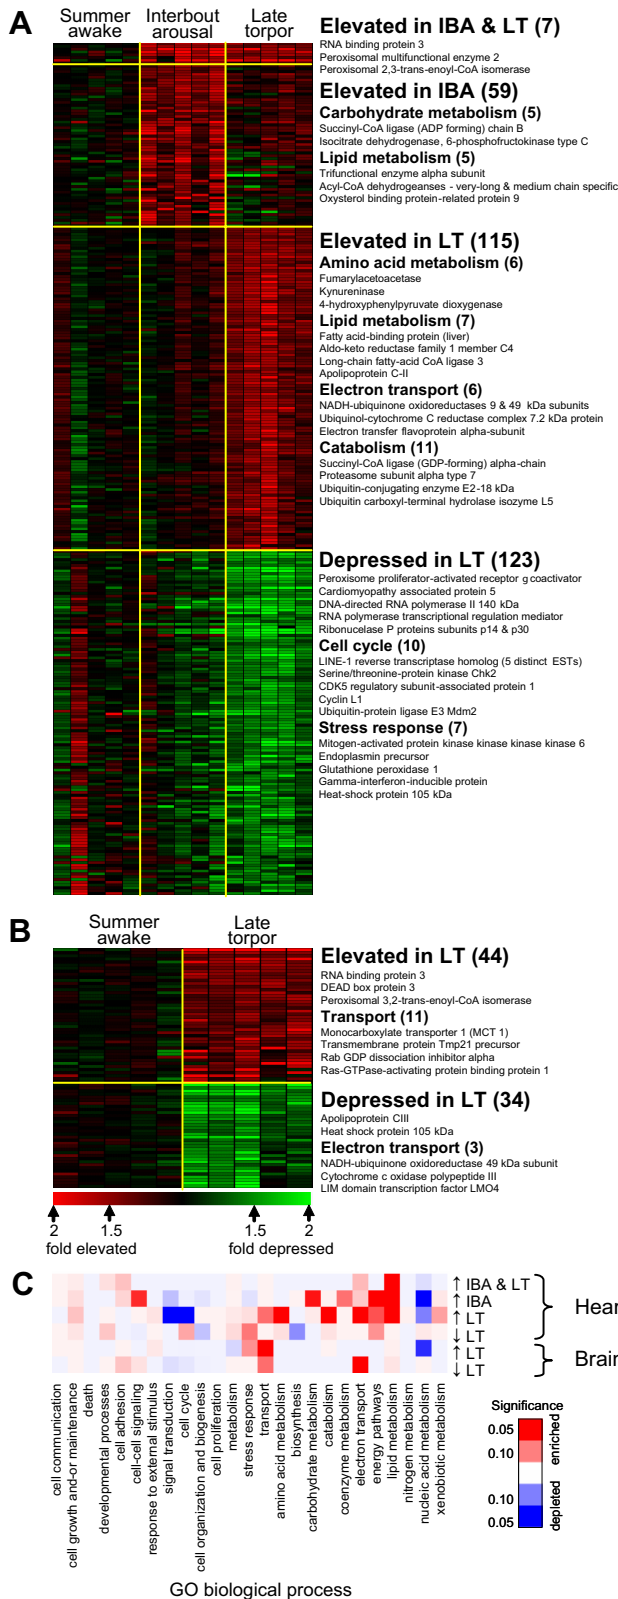 A
Summer awake
Interbout arousal
Late torpor
Elevated in IBA & LT (7)
RNA binding protein 3
Peroxisomal multifunctional enzyme 2
Peroxisomal 2,3-trans-enoyl-CoA isomerase
Elevated in IBA (59)
Carbohydrate metabolism (5)
Succinyl-CoA ligase (ADP forming) chain B
Isocitrate dehydrogenase, 6-phosphofructokinase type C
Lipid metabolism (5)
Trifunctional enzyme alpha subunit
Acyl-CoA dehydrogeanses - very-long & medium chain specific
Oxysterol binding protein-related protein 9
Elevated in LT (115)
Amino acid metabolism (6)
Fumarylacetoacetase
Kynureninase
4-hydroxyphenylpyruvate dioxygenase
Lipid metabolism (7)
Fatty acid-binding protein (liver)
Aldo-keto reductase family 1 member C4
Long-chain fatty-acid CoA ligase 3
Apolipoprotein C-II
Electron transport (6)
NADH-ubiquinone oxidoreductases 9 & 49 kDa subunits
Ubiquinol-cytochrome C reductase complex 7.2 kDa protein
Electron transfer flavoprotein alpha-subunit
Catabolism (11)
Succinyl-CoA ligase (GDP-forming) alpha-chain
Proteasome subunit alpha type 7
Ubiquitin-conjugating enzyme E2-18 kDa
Ubiquitin carboxyl-terminal hydrolase isozyme L5
Depressed in LT (123)
Peroxisome proliferator-activated receptor g coactivator
Cardiomyopathy associated protein 5
DNA-directed RNA polymerase II 140 kDa
RNA polymerase transcriptional regulation mediator
Ribonucelase P proteins subunits p14 & p30
Cell cycle (10)
LINE-1 reverse transcriptase homolog (5 distinct ESTs)
Serine/threonine-protein kinase Chk2
CDK5 regulatory subunit-associated protein 1
Cyclin L1
Ubiquitin-protein ligase E3 Mdm2
Stress response (7)
Mitogen-activated protein kinase kinase kinase kinase 6
Endoplasmin precursor
Glutathione peroxidase 1
Gamma-interferon-inducible protein
Heat-shock protein 105 kDa
B
Summer awake
Late torpor
Elevated in LT (44)
RNA binding protein 3
DEAD box protein 3
Peroxisomal 3,2-trans-enoyl-CoA isomerase
Transport (11)
Monocarboxylate transporter 1 (MCT 1)
Transmembrane protein Tmp21 precursor
Rab GDP dissociation inhibitor alpha
Ras-GTPase-activating protein binding protein 1
Depressed in LT (34)
Apolipoprotein CIII
Heat shock protein 105 kDa
Electron transport (3)
NADH-ubiquinone oxidoreductase 49 kDa subunit
Cytochrome c oxidase polypeptide III
LIM domain transcription factor LMO4
2 1.5 1.5 2
fold elevated fold depressed
C
↑ IBA & LT
↑ IBA
↑ LT
↓ LT
↑ LT
↓ LT
Hear
Brain
cell communication
cell growth and-or maintenance
death
developmental processes
cell adhesion
cell-cell signaling
response to external stimulus
signal transduction
cell cycle
cell organization and biogenesis
cell proliferation
metabolism
stress response
transport
amino acid metabolism
biosynthesis
carbohydrate metabolism
catabolism
coenzyme metabolism
electron transport
energy pathways
lipid metabolism
nitrogen metabolism
nucleic acid metabolism
xenobiotic metabolism
GO biological process
Significance
0.05
0.10
0.10
0.05
enriched
depleted